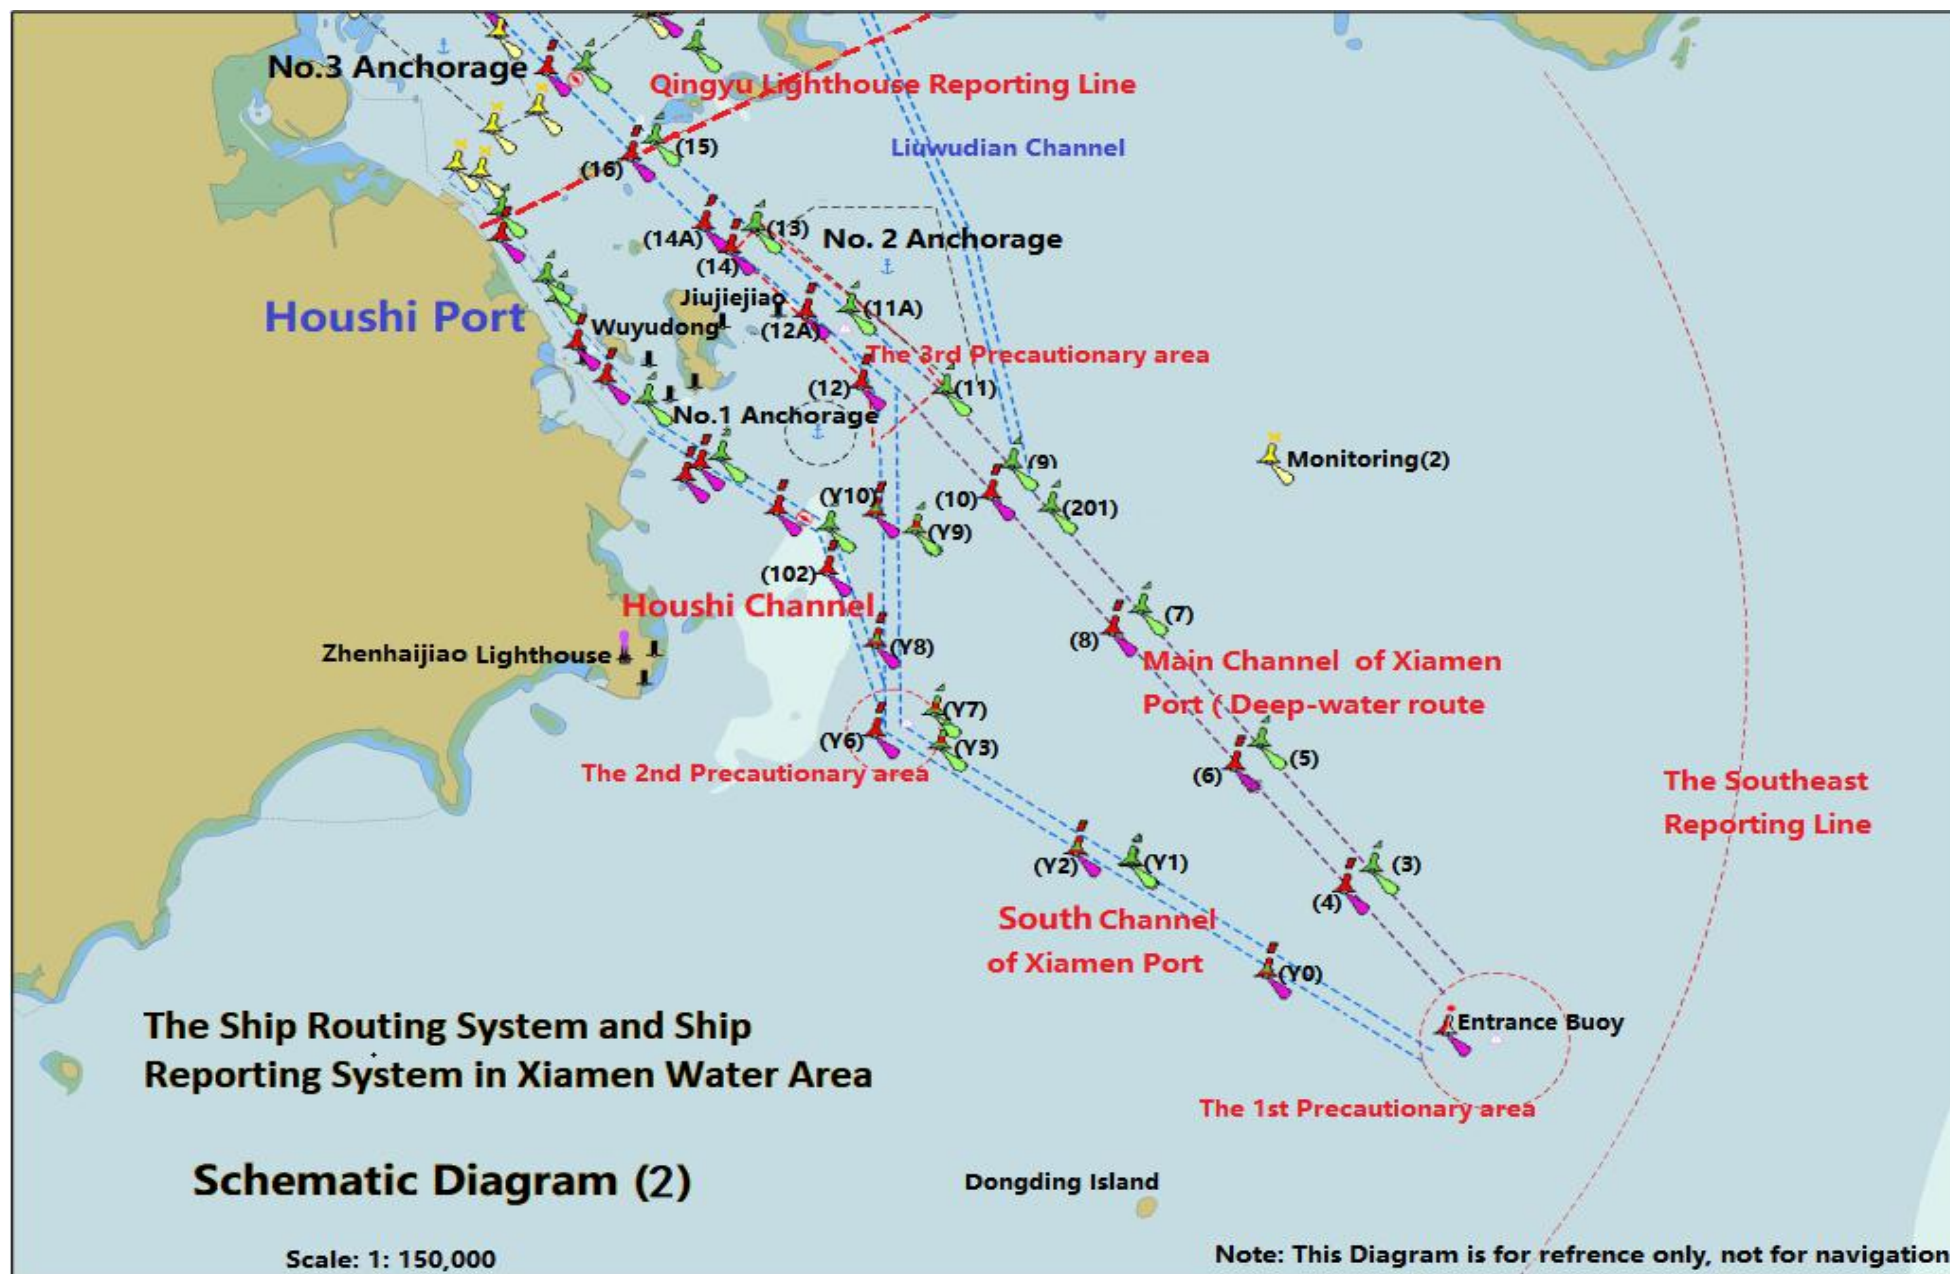 No.3 Anchorage
Qingyu Lighthouse Reporting Line
(15)
Liuwudian Channel
(16)
(13)
(14A)
No. 2 Anchorage
(14)
Jiujiejiao
(11A)
Houshi Port
Wuyudong
(12A)
The 3rd Precautionary area
(12)
(11)
No.1 Anchorage
(9)
Monitoring(2)
(Y10)
(10)
(201)
(Y9)
(102)
Houshi Channel
(7)
(8)
(Y8)
Zhenhaijiao Lighthouse
Main Channel of Xiamen
Port ( Deep-water route
(Y7)
(Y6)
(Y3)
(5)
The 2nd Precautionary area
(6)
The Southeast
Reporting Line
(Y2)
(Y1)
(3)
(4)
South Channel
of Xiamen Port
(Y0)
Entrance Buoy
The Ship Routing System and Ship
Reporting System in Xiamen Water Area
The 1st Precautionary area
Schematic Diagram (2)
Dongding Island
Scale: 1: 150,000
Note: This Diagram is for refrence only, not for navigation